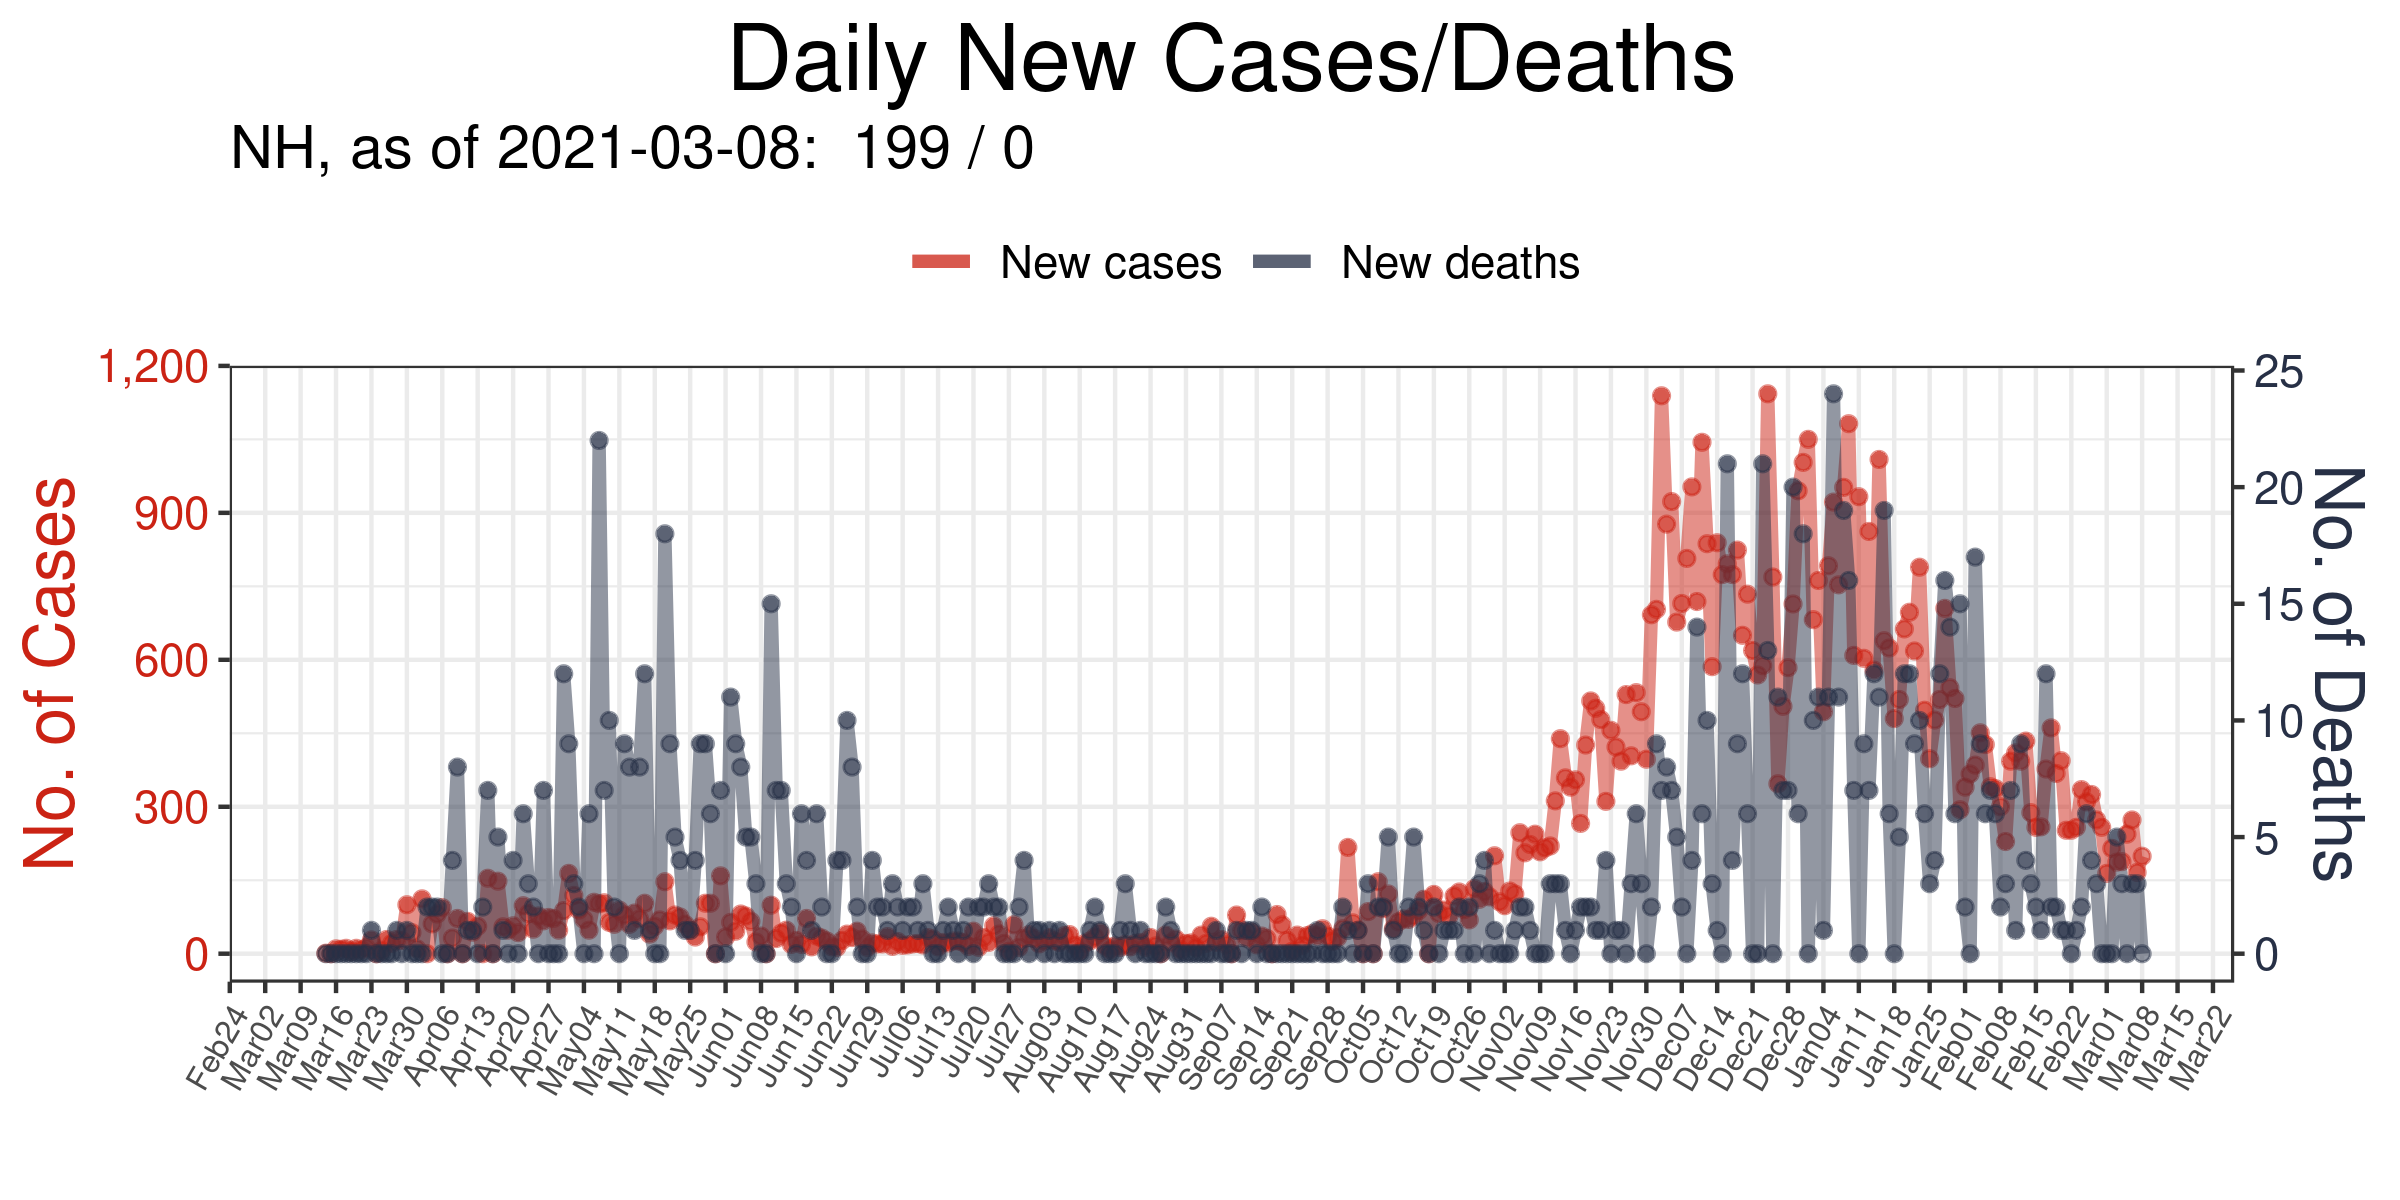 Daily New Cases/Deaths
NH, as of 2021-03-08:  199 / 0
New cases
New deaths
No. of Cases
1,200
900
600
300
0
25
20
15
10
5
0
No. of Deaths
Feb24
Mar02
Mar09
Mar16
Mar23
Mar30
Apr06
Apr13
Apr20
Apr27
May04
May11
May18
May25
Jun01
Jun08
Jun15
Jun22
Jun29
Jul06
Jul13
Jul20
Jul27
Aug03
Aug10
Aug17
Aug24
Aug31
Sep07
Sep14
Sep21
Sep28
Oct05
Oct12
Oct19
Oct26
Nov02
Nov09
Nov16
Nov23
Nov30
Dec07
Dec14
Dec21
Dec28
Jan04
Jan11
Jan18
Jan25
Feb01
Feb08
Feb15
Feb22
Mar01
Mar08
Mar15
Mar22